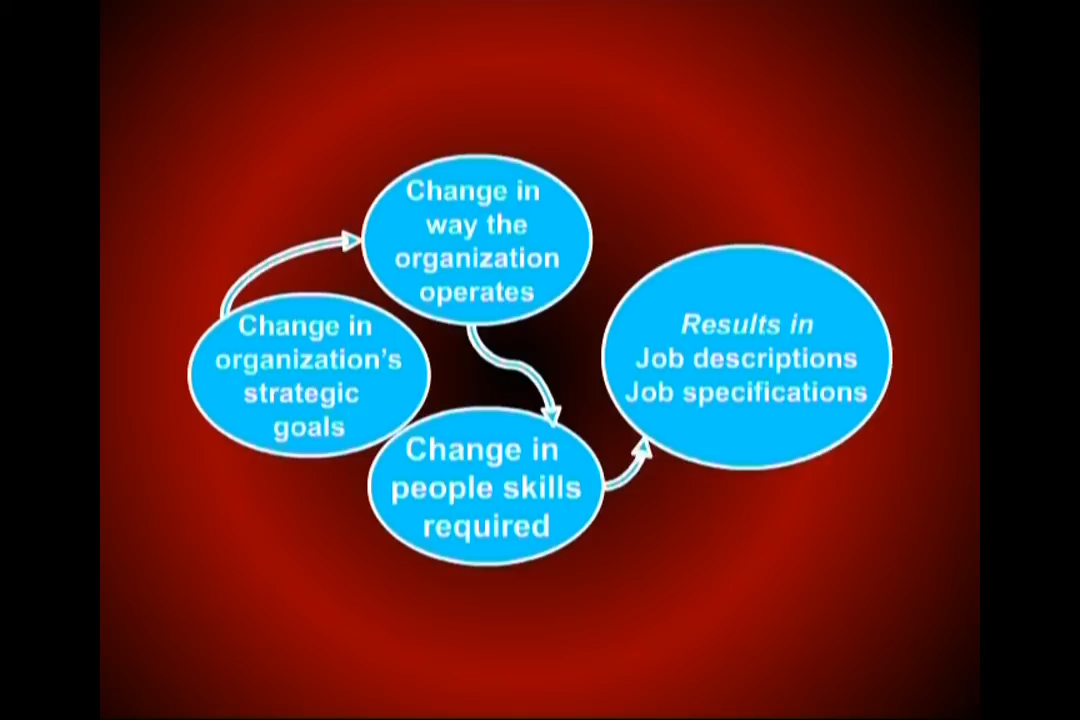 Change in
way the
organization
operates
Change in
organization’s
strategic
goals
Change in
people skills
required
Results in
Job descriptions
Job specifications